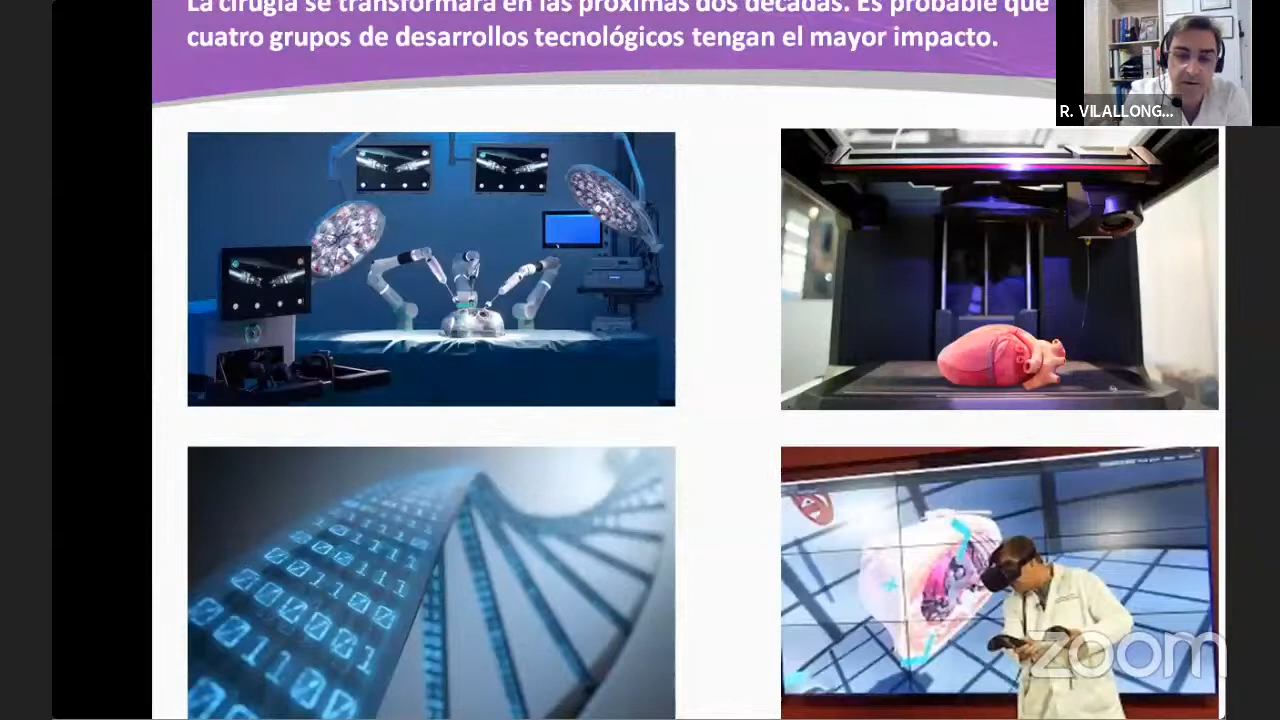 La cirugía se transformará en las próximas dos décadas. Es probable que
cuatro grupos de desarrollos tecnológicos tengan el mayor impacto.
R. VILALLONG...
zoom